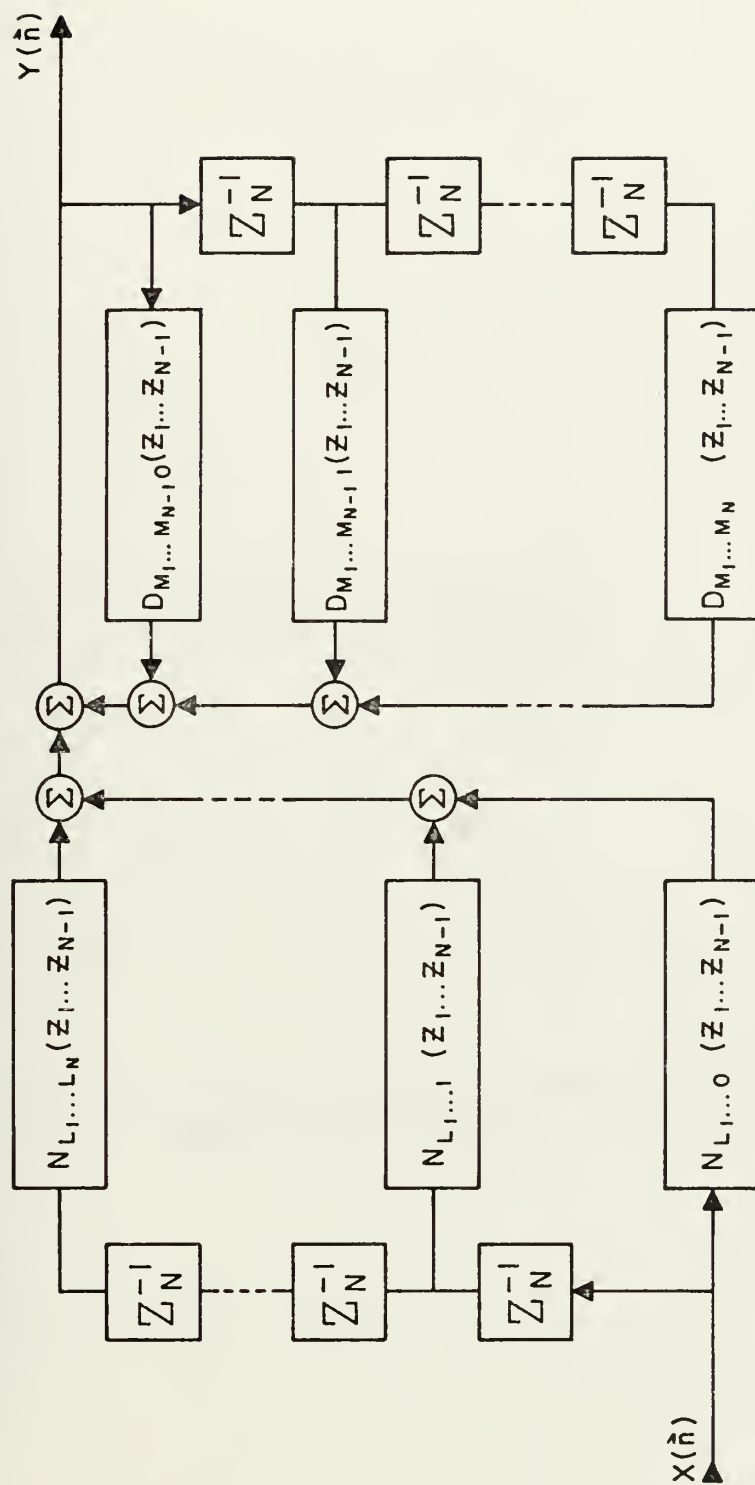 Y(n̂)
Z_N^-1
Z_N^-1
Z_N^-1
D_{M_1...M_{N-1} 0}(Z_1...Z_{N-1})
D_{M_1...M_{N-1} 1}(Z_1...Z_{N-1})
D_{M_1...M_N} (Z_1...Z_{N-1})
Σ
Σ
Σ
Σ
Σ
N_{L_1...L_N}(Z_1...Z_{N-1})
N_{L_1...1} (Z_1...Z_{N-1})
N_{L_1...0} (Z_1...Z_{N-1})
Z_N^-1
Z_N^-1
Z_N^-1
X(n̂)